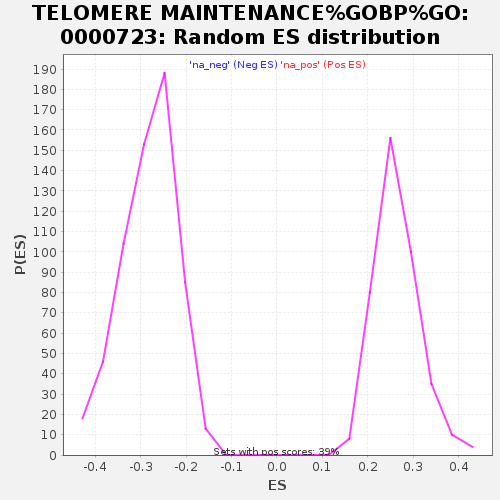 TELOMERE MAINTENANCE%GOBP%GO:
0000723: Random ES distribution
'na_neg' (Neg ES) 'na_pos' (Pos ES)
190
180
170
160
150
140
130
120
110
100
90
80
70
60
50
40
30
20
10
0
P(ES)
Sets with pos scores: 39%
-0.4 -0.3 -0.2 -0.1 0.0 0.1 0.2 0.3 0.4
ES